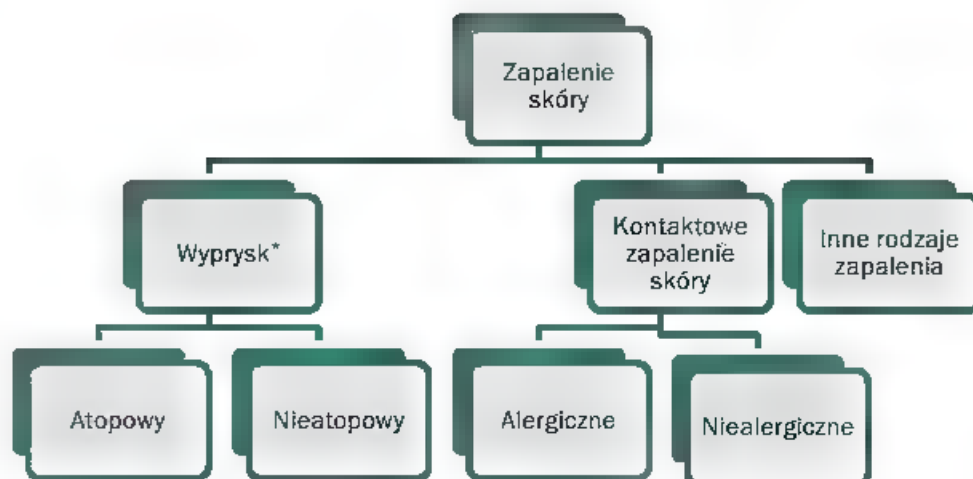 Zapalenie
skóry
Wyprysk*
Kontaktowe
zapalenie
skóry
Inne rodzaje
zapalenia
Atopowy
Nieatopowy
Alergiczne
Niealergiczne